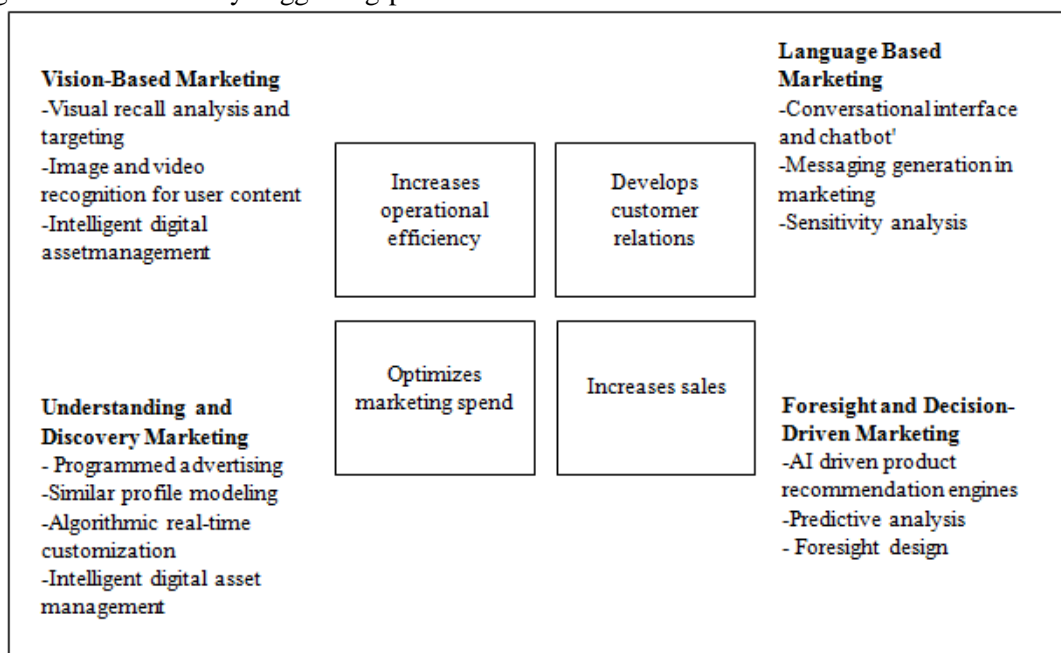 Vision-Based Marketing
-Visual recall analysis and
targeting
-Image and video
recognition for user content
-Intelligent digital
assetmanagement
Increases
operational
efficiency
Develops
customer
relations
Language Based
Marketing
-Conversational interface
and chatbot'
-Messaging generation in
marketing
-Sensitivity analysis
Understanding and
Discovery Marketing
- Programmed advertising
-Similar profile modeling
-Algorithmic real-time
customization
-Intelligent digital asset
management
Optimizes
marketing spend
Increases sales
Foresight and Decision-
Driven Marketing
-AI driven product
recommendation engines
-Predictive analysis
- Foresight design